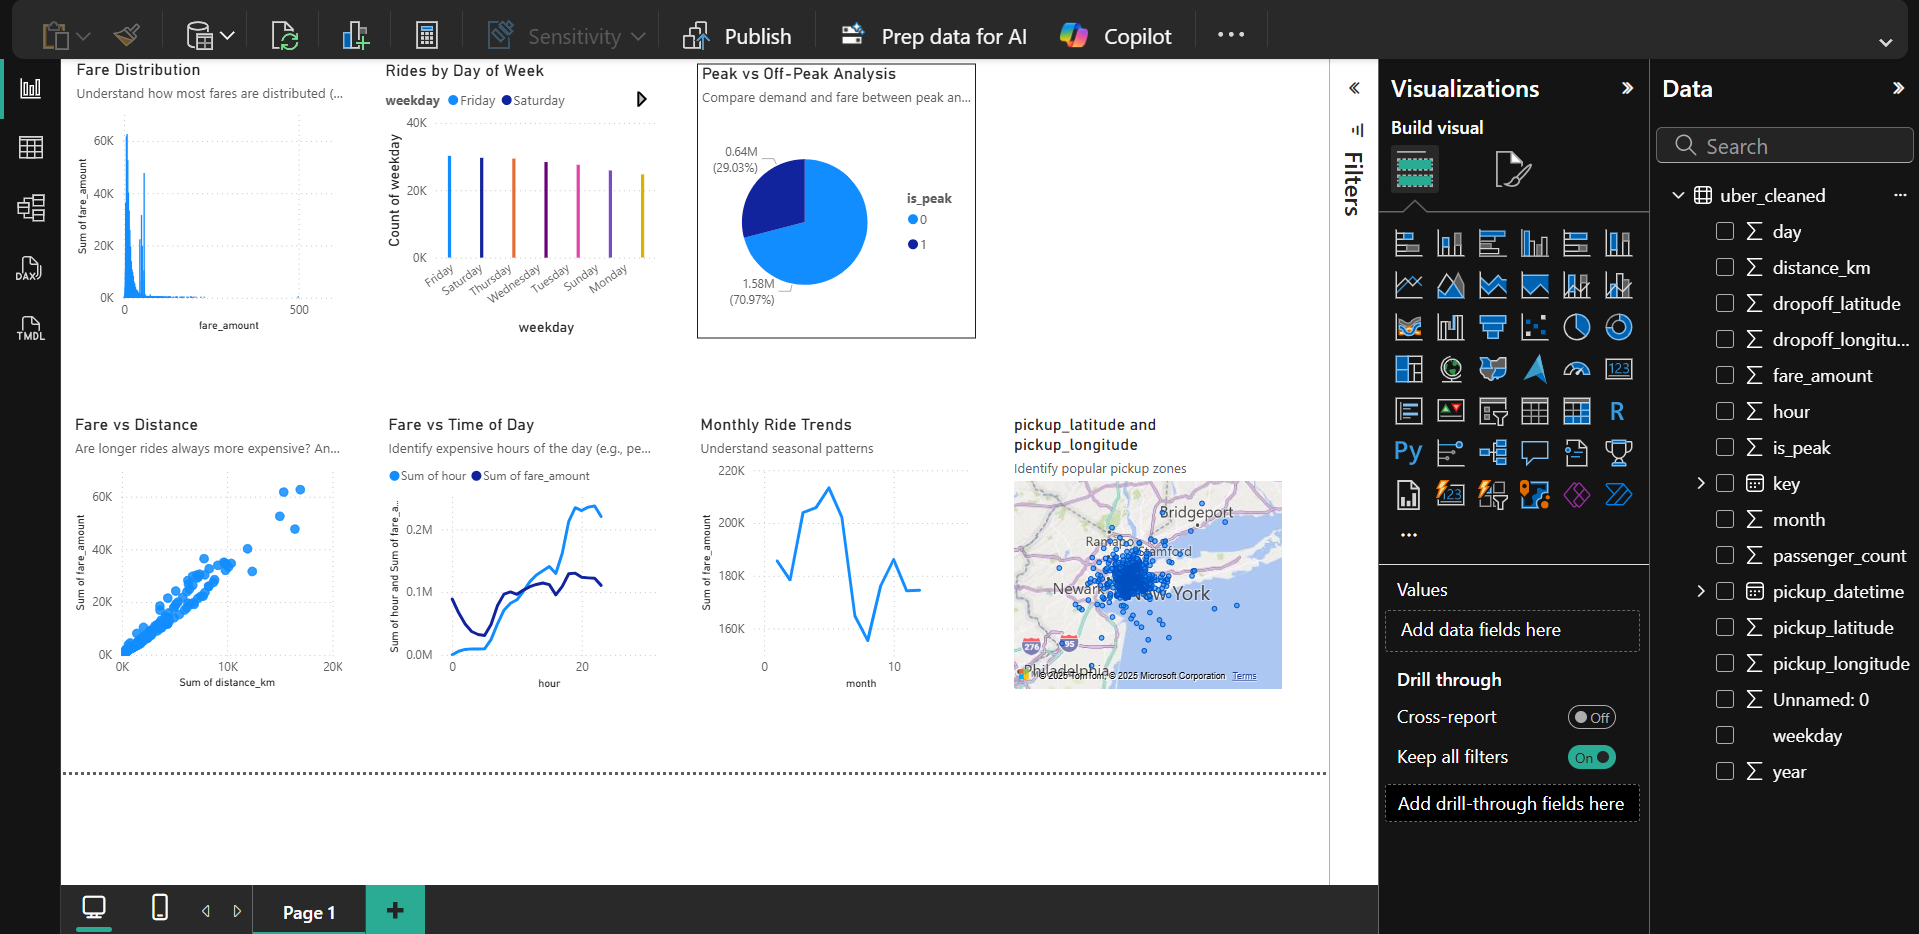 Sensitivity
Publish
Prep data for AI
Copilot
Fare Distribution
Understand how most fares are distributed (...
60K
40K
20K
0K
0
500
Sum of fare_amount
fare_amount
Rides by Day of Week
weekday
Friday
Saturday
40K
20K
0K
Count of weekday
Friday
Saturday
Thursday
Wednesday
Tuesday
Sunday
Monday
weekday
Peak vs Off-Peak Analysis
Compare demand and fare between peak an...
0.64M
(29.03%)
1.58M
(70.97%)
is_peak
0
1
Fare vs Distance
Are longer rides always more expensive? An...
60K
40K
20K
0K
0K
10K
20K
Sum of fare_amount
Sum of distance_km
Fare vs Time of Day
Identify expensive hours of the day (e.g., pe...
Sum of hour
Sum of fare_amount
0.2M
0.1M
0.0M
0
20
Sum of hour and Sum of fare_a...
hour
Monthly Ride Trends
Understand seasonal patterns
220K
200K
180K
160K
0
10
Sum of fare_amount
month
pickup_latitude and
pickup_longitude
Identify popular pickup zones
Bridgeport
Ramapo
Stamford
Newark
New York
276
95
Philadelphia
© 2025 TomTom, © 2025 Microsoft Corporation
Terms
Filters
DAX
TMDL
Page 1
Visualizations
Build visual
123
R
Py
123
Values
Add data fields here
Drill through
Cross-report
Off
Keep all filters
On
Add drill-through fields here
Data
Search
uber_cleaned
day
distance_km
dropoff_latitude
dropoff_longitu...
fare_amount
hour
is_peak
key
month
passenger_count
pickup_datetime
pickup_latitude
pickup_longitude
Unnamed: 0
weekday
year